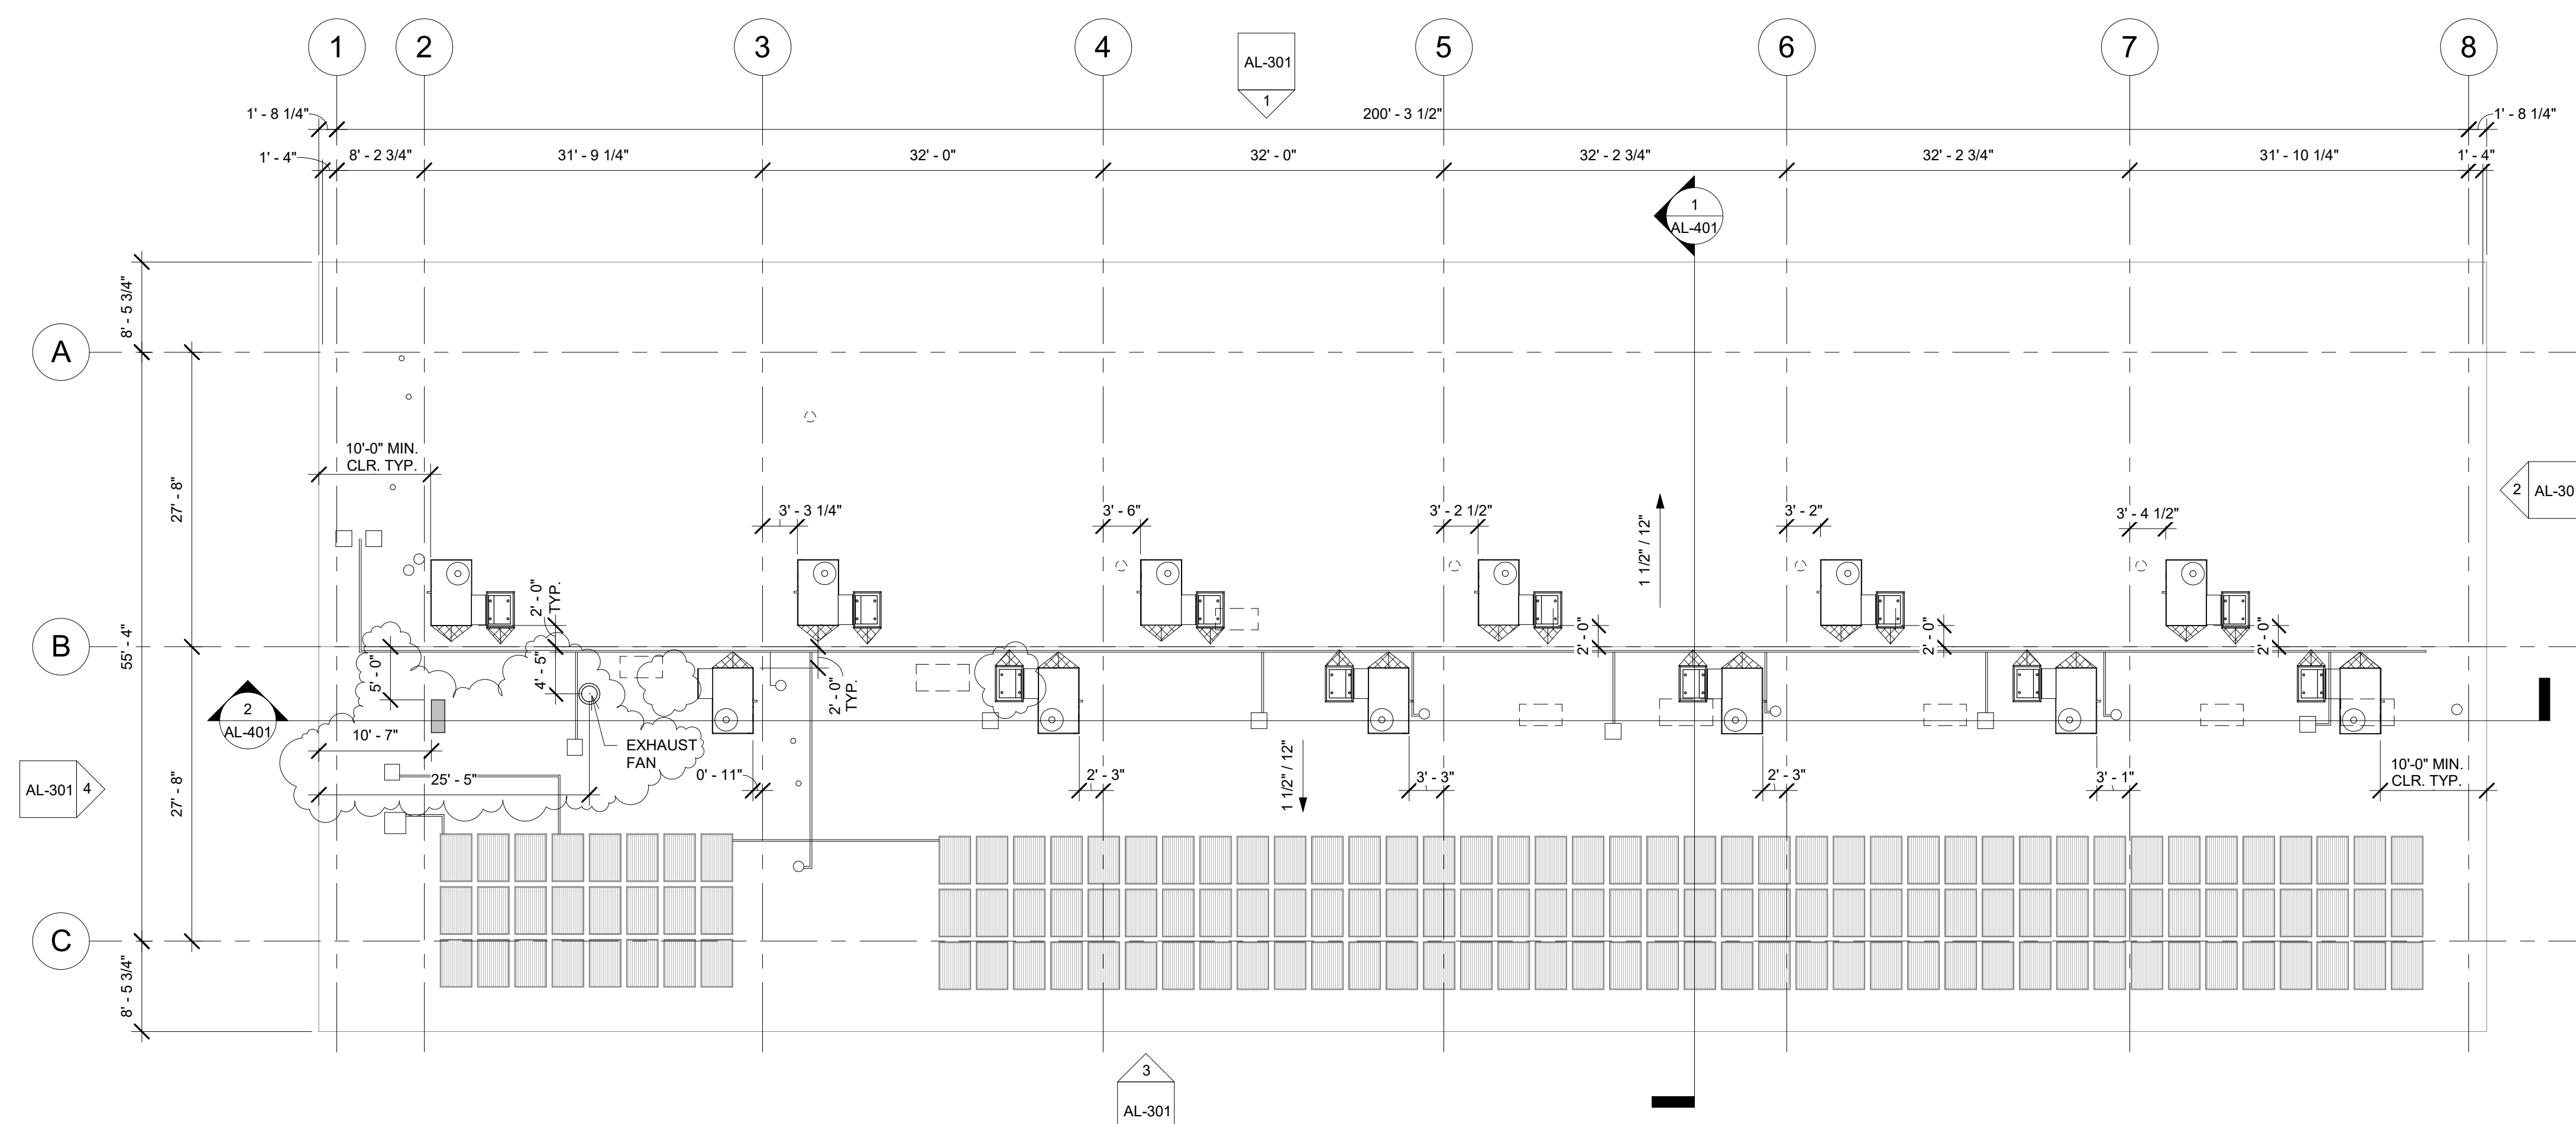 1
2
3
4
5
6
7
8
AL-301
1
1' - 8 1/4"
200' - 3 1/2"
1' - 8 1/4"
1' - 4"
8' - 2 3/4"
31' - 9 1/4"
32' - 0"
32' - 0"
32' - 2 3/4"
32' - 2 3/4"
31' - 10 1/4"
1' - 4"
1
AL-401
8' - 5 3/4"
A
10'-0" MIN.
CLR. TYP.
27' - 8"
2
AL-30
3' - 3 1/4"
3' - 6"
3' - 2 1/2"
3' - 2"
3' - 4 1/2"
1 1/2" / 12"
2' - 0"
TYP.
B
55' - 4"
2' - 0"
2' - 0"
2' - 0"
5' - 0"
4' - 5"
2' - 0"
TYP.
2
AL-401
10' - 7"
EXHAUST
FAN
25' - 5"
0' - 11"
2' - 3"
1 1/2" / 12"
3' - 3"
2' - 3"
3' - 1"
10'-0" MIN.
CLR. TYP.
AL-301
4
27' - 8"
C
8' - 5 3/4"
3
AL-301